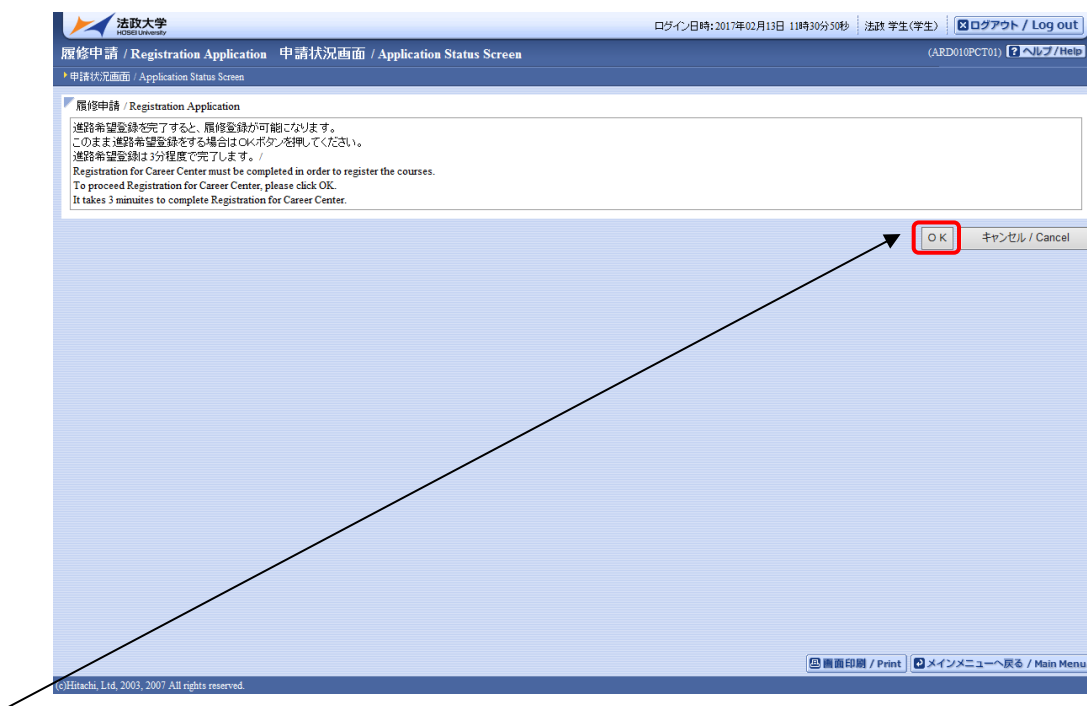 法政大学
HOSEI University
ログイン日時:2017年02月13日 11時30分50秒 法政 学生(学生) ログアウト / Log out
履修申請 / Registration Application 申請状況画面 / Application Status Screen (ARD010PCT01) ? ヘルプ/Help
申請状況画面 / Application Status Screen
履修申請 / Registration Application
進路希望登録を完了すると、履修登録が可能になります。
このまま進路希望登録をする場合はOKボタンを押してください。
進路希望登録は3分程度で完了します。/
Registration for Career Center must be completed in order to register the courses.
To proceed Registration for Career Center, please click OK.
It takes 3 minuites to complete Registration for Career Center.
OK キャンセル / Cancel
画面印刷 / Print メインメニューへ戻る / Main Menu
(c)Hitachi, Ltd, 2003, 2007 All rights reserved.